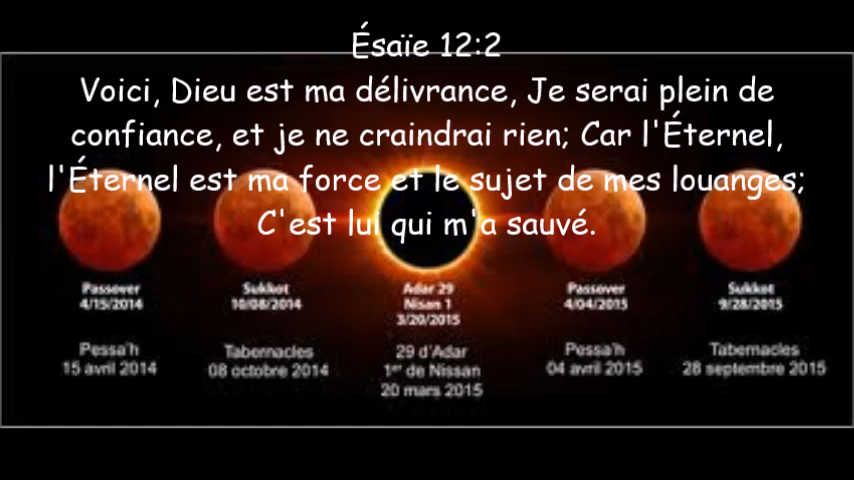 Ésaïe 12:2
Voici, Dieu est ma délivrance, Je serai plein de
confiance, et je ne craindrai rien; Car l'Éternel,
l'Éternel est ma force et le sujet de mes louanges;
C'est lui qui m'a sauvé.
Passover
4/15/2014
Sukkot
10/08/2014
Adar 29
Nisan 1
3/20/2015
Passover
4/04/2015
Sukkot
9/28/2015
Pessa'h
15 avril 2014
Tabernacles
08 octobre 2014
29 d'Adar
1er de Nissan
20 mars 2015
Pessa'h
04 avril 2015
Tabernacles
28 septembre 2015